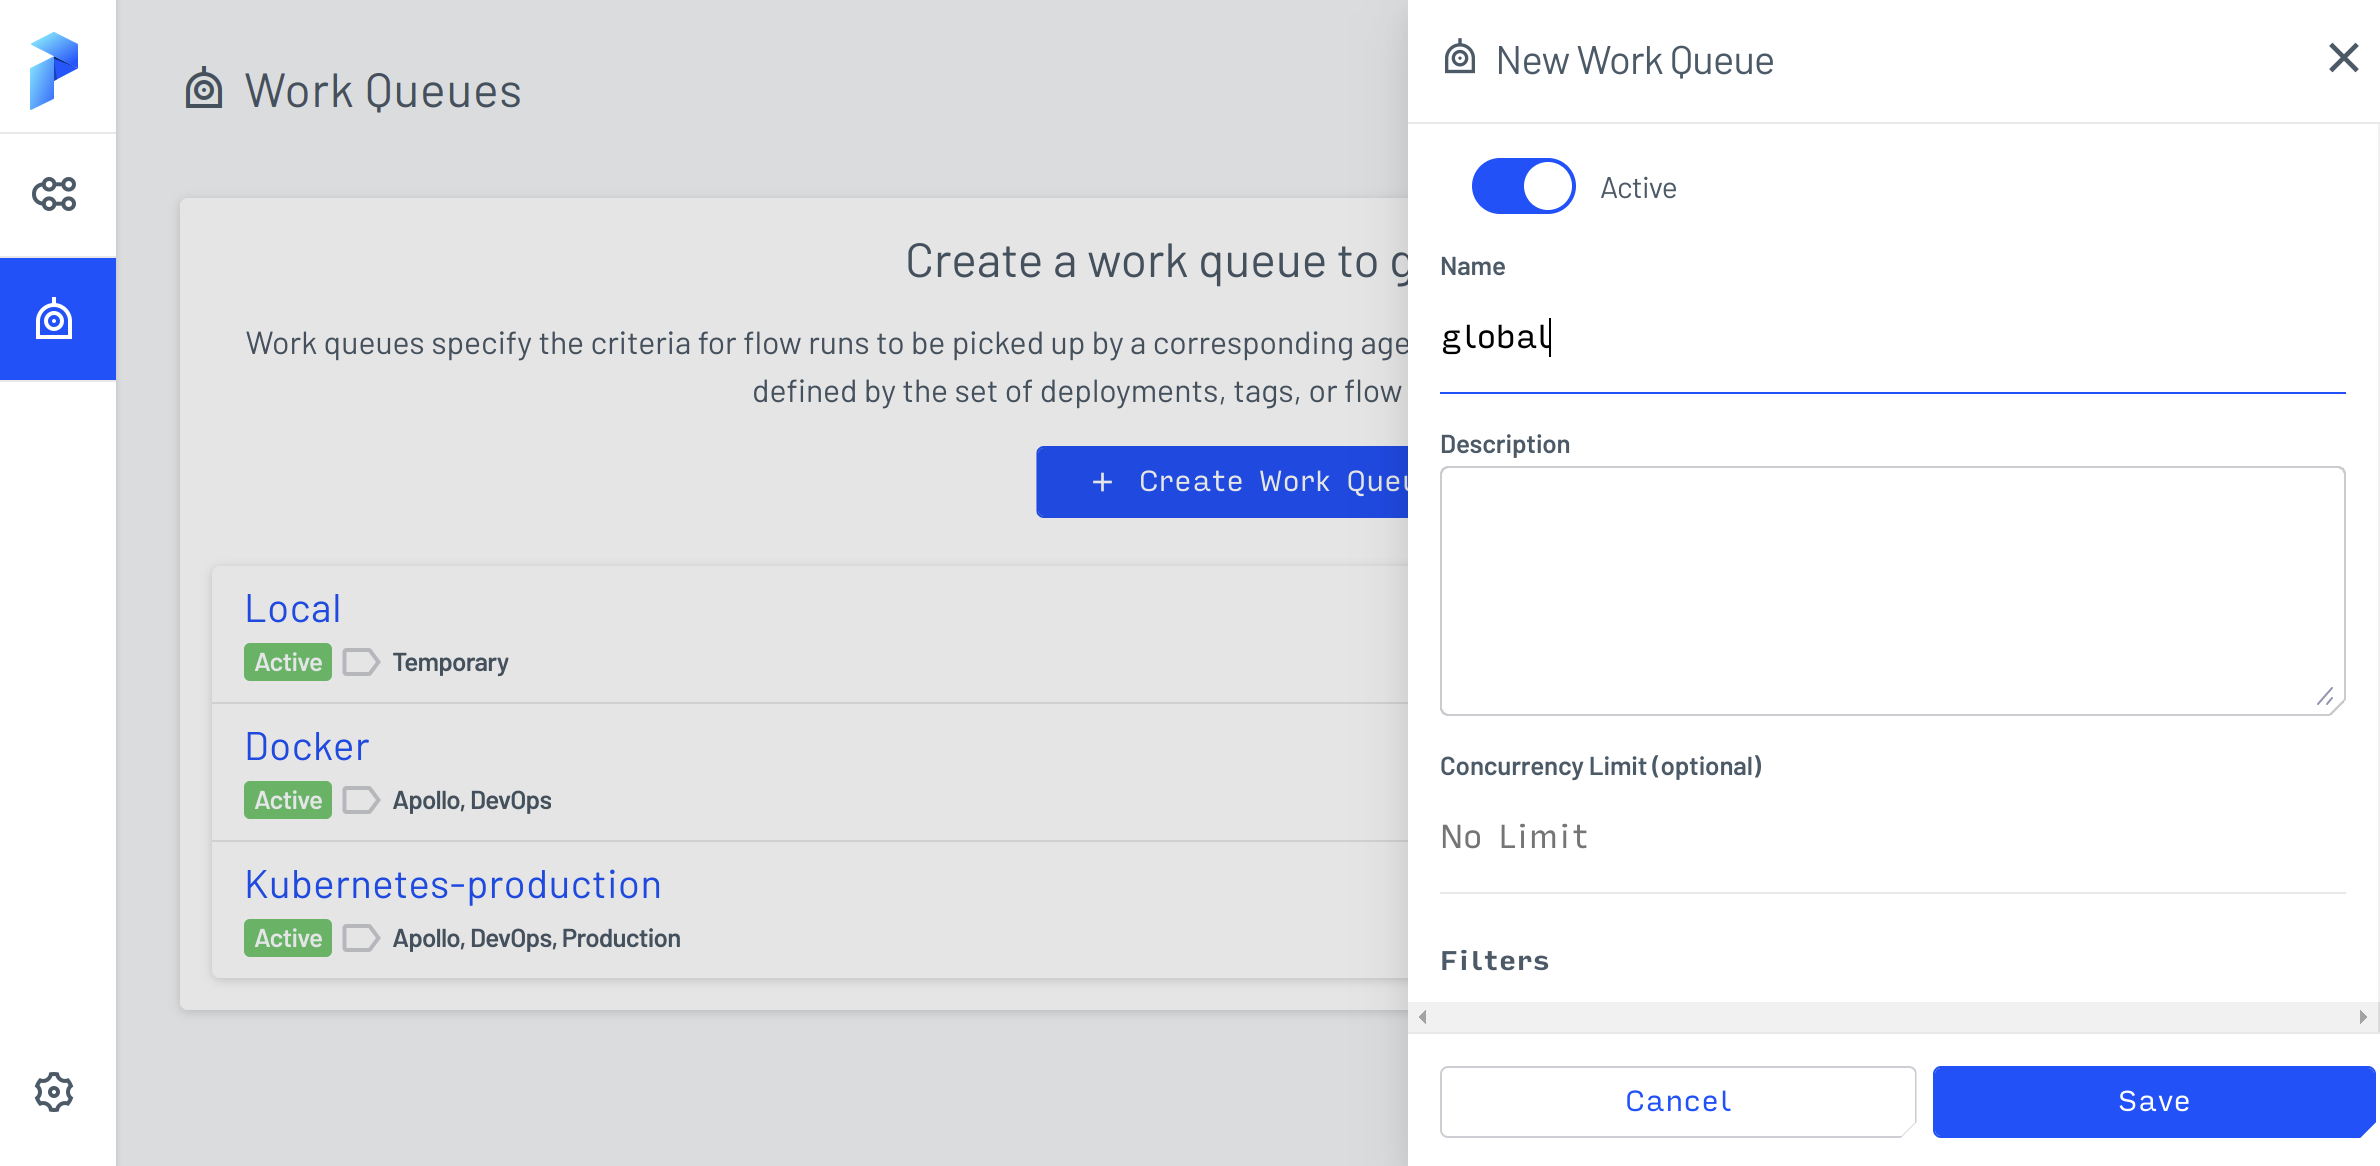 Work Queues
Create a work queue to
Work queues specify the criteria for flow runs to be picked up by a corresponding
defined by the set of deployments, tags, or flow
+ Create Work
Local
Active Temporary
Docker
Active Apollo, DevOps
Kubernetes-production
Active Apollo, DevOps, Production
New Work Queue
Active
Name
global
Description
Concurrency Limit (optional)
No Limit
Filters
Cancel
Save